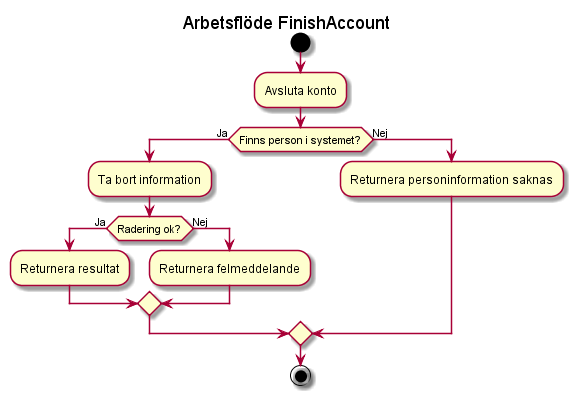 Arbetsflöde FinishAccount
Avsluta konto
Finns person i systemet?
Ja
Nej
Ta bort information
Returnera personinformation saknas
Radering ok?
Ja
Nej
Returnera resultat
Returnera felmeddelande